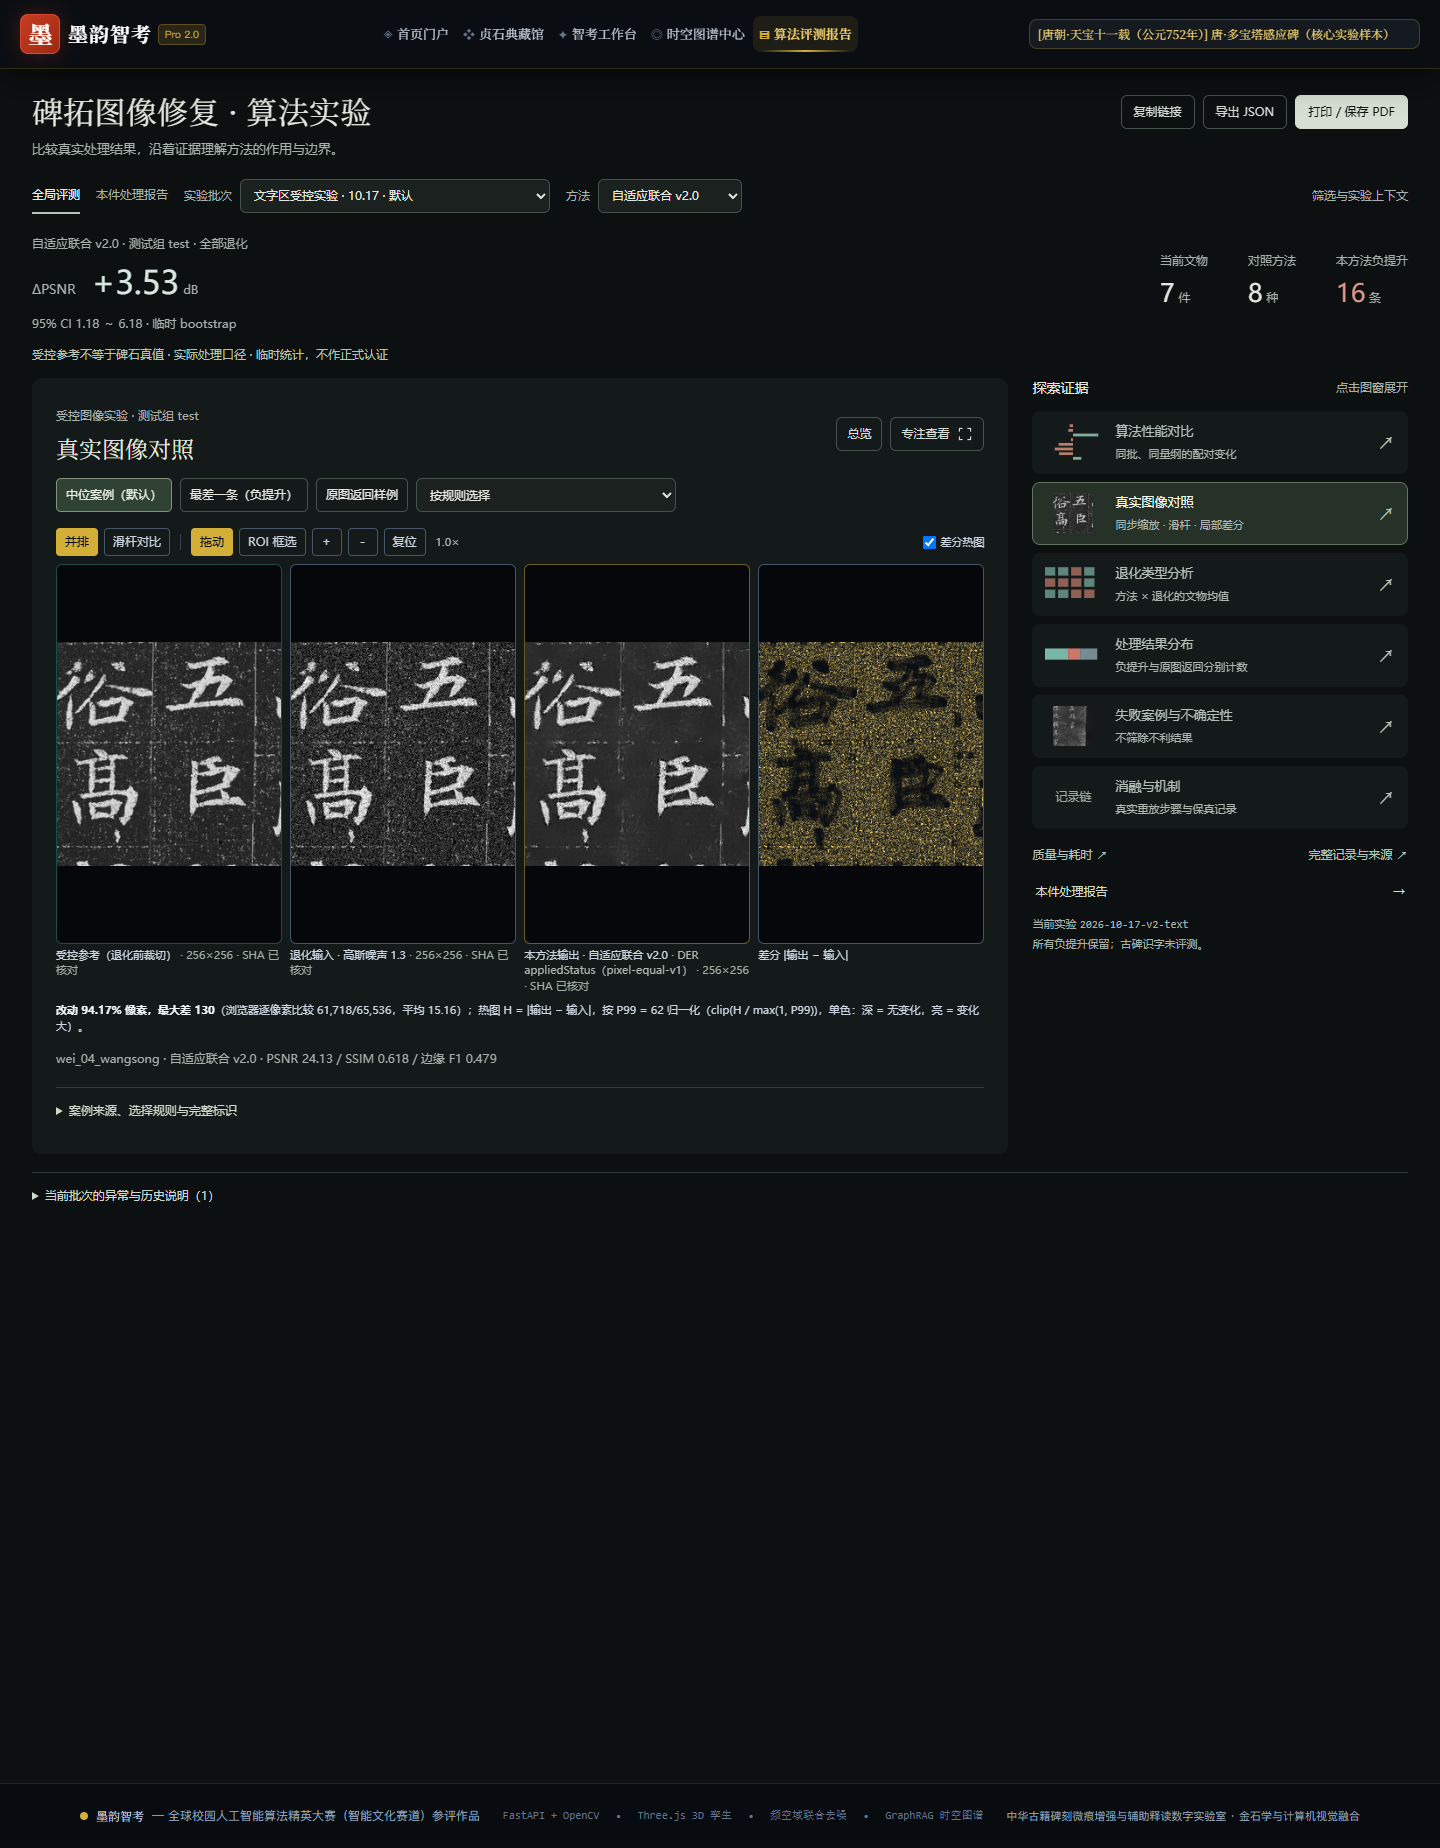 墨 墨韵智考 Pro 2.0
首页门户 贞石典藏馆 智考工作台 时空图谱中心 算法评测报告
[唐朝·天宝十一载（公元752年）] 唐·多宝塔感应碑（核心实验样本）
碑拓图像修复 · 算法实验
复制链接 导出 JSON 打印 / 保存 PDF
比较真实处理结果，沿着证据理解方法的作用与边界。
全局评测 本件处理报告 实验批次 文字区受控实验 · 10.17 · 默认 方法 自适应联合 v2.0 筛选与实验上下文
自适应联合 v2.0 · 测试组 test · 全部退化
ΔPSNR +3.53 dB
95% CI 1.18 ～ 6.18 · 临时 bootstrap
当前文物 对照方法 本方法负提升
7 件 8 种 16 条
受控参考不等于碑石真值 · 实际处理口径 · 临时统计，不作正式认证
受控图像实验 · 测试组 test
真实图像对照
总览 专注查看
中位案例（默认） 最差一条（负提升） 原图返回样例 按规则选择
并排 滑杆对比 拖动 ROI 框选 + - 复位 1.0× 差分热图
俗 五
高 臣
俗 五
高 臣
俗 五
高 臣
受控参考（退化前裁切） · 256×256 · SHA 已核对
退化输入 · 高斯噪声 1.3 · 256×256 · SHA 已核对
本方法输出 · 自适应联合 v2.0 · DER
appliedStatus（pixel-equal-v1） · 256×256
· SHA 已核对
差分 |输出 − 输入|
改动 94.17% 像素，最大差 130（浏览器逐像素比较 61,718/65,536，平均 15.16）；热图 H = |输出 − 输入|，按 P99 = 62 归一化（clip(H / max(1, P99))，单色：深 = 无变化，亮 = 变化
大）。
wei_04_wangsong · 自适应联合 v2.0 · PSNR 24.13 / SSIM 0.618 / 边缘 F1 0.479
案例来源、选择规则与完整标识
探索证据 点击图窗展开
算法性能对比
同批、同量纲的配对变化
真实图像对照
同步缩放 · 滑杆 · 局部差分
退化类型分析
方法 × 退化的文物均值
处理结果分布
负提升与原图返回分别计数
失败案例与不确定性
不筛除不利结果
记录链
消融与机制
真实重放步骤与保真记录
质量与耗时 ↗ 完整记录与来源 ↗
本件处理报告 →
当前实验 2026-10-17-v2-text
所有负提升保留；古碑识字未评测。
当前批次的异常与历史说明（1）
墨韵智考 — 全球校园人工智能算法精英大赛（智能文化赛道）参评作品 FastAPI + OpenCV • Three.js 3D 孪生 • 频空域联合去噪 • GraphRAG 时空图谱 中华古籍碑刻微痕增强与辅助释读数字实验室 · 金石学与计算机视觉融合